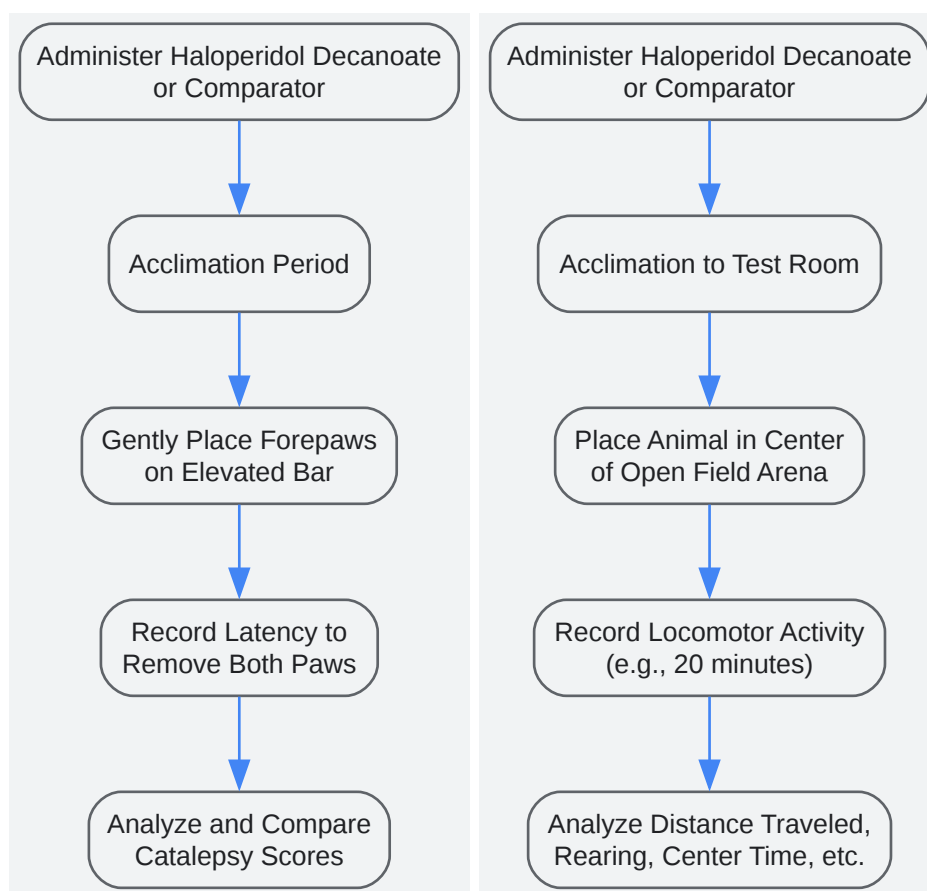 Administer Haloperidol Decanoate
or Comparator
Acclimation Period
Gently Place Forepaws
on Elevated Bar
Record Latency to
Remove Both Paws
Analyze and Compare
Catalepsy Scores
Administer Haloperidol Decanoate
or Comparator
Acclimation to Test Room
Place Animal in Center
of Open Field Arena
Record Locomotor Activity
(e.g., 20 minutes)
Analyze Distance Traveled,
Rearing, Center Time, etc.